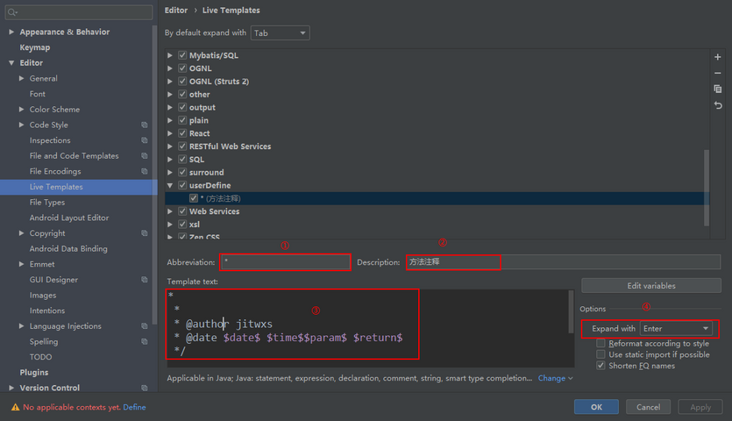 Appearance & Behavior
Keymap
Editor
General
Font
Color Scheme
Code Style
Inspections
File and Code Templates
File Encodings
Live Templates
File Types
Android Layout Editor
Copyright
Android Data Binding
Emmet
GUI Designer
Images
Intentions
Language Injections
Spelling
TODO
Plugins
Version Control
Editor › Live Templates
By default expand with Tab
Mybatis/SQL
OGNL
OGNL (Struts 2)
other
output
plain
React
RESTful Web Services
SQL
surround
userDefine
* (方法注释)
Web Services
xsl
Zen CSS
① ②
Abbreviation: * Description: 方法注释
Template text:
*
*
* @author jitwxs
* @date $date$ $time$$param$ $return$
*/
③
Edit variables
Options
④
Expand with Enter
Reformat according to style
Use static import if possible
Shorten FQ names
Applicable in Java; Java: statement, expression, declaration, comment, string, smart type completion... Change
No applicable contexts yet. Define
OK Cancel Apply